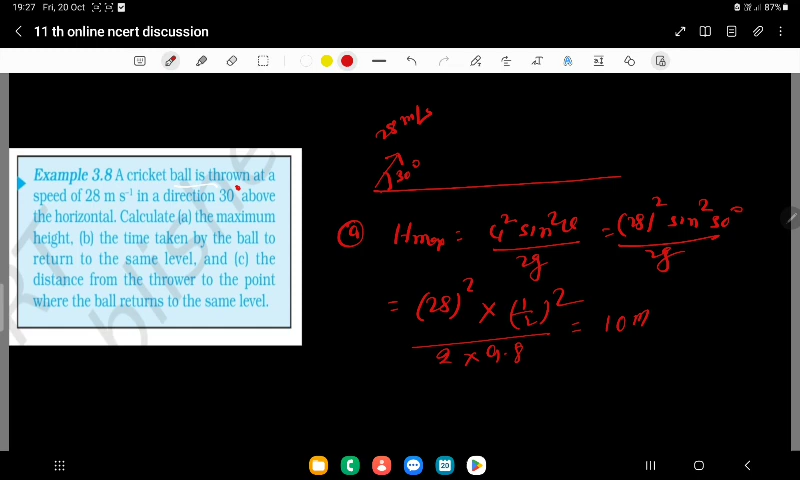 19:27 Fri, 20 Oct
87%
11 th online ncert discussion
Example 3.8 A cricket ball is thrown at a
speed of 28 m s⁻¹ in a direction 30° above
the horizontal. Calculate (a) the maximum
height, (b) the time taken by the ball to
return to the same level, and (c) the
distance from the thrower to the point
where the ball returns to the same level.
28 m/s
30°
(a) Hmax = u² sin²θ / 2g = (28)² sin² 30° / 2g
= (28)² × (1/2)² / 2 × 9.8 = 10 m
20